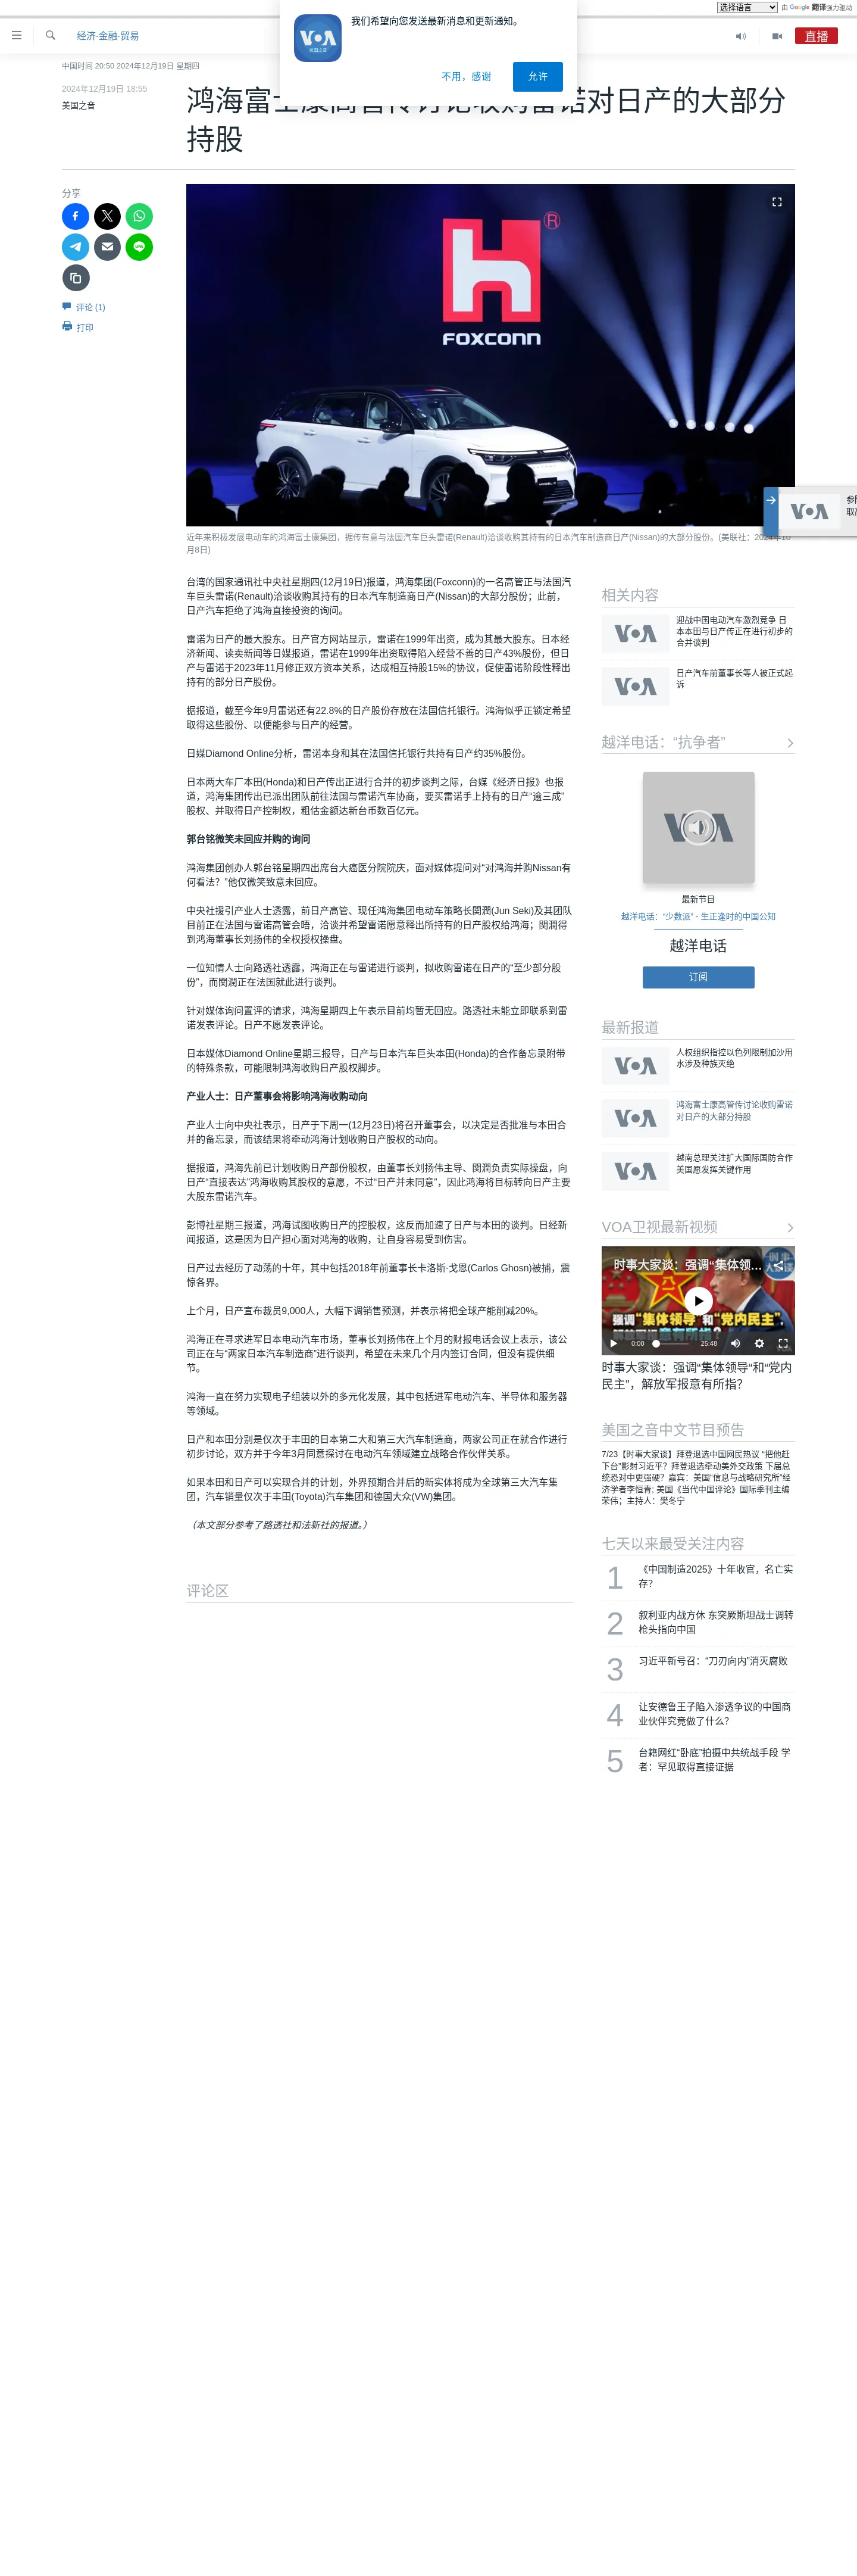 选择语言
由 Google 翻译强力驱动
我们希望向您发送最新消息和更新通知。
不用，感谢
允许
VOA
美国之音
经济·金融·贸易
直播
中国时间 20:50 2024年12月19日 星期四
2024年12月19日 18:55
美国之音
鸿海富士康高管传讨论收购雷诺对日产的大部分
持股
分享
评论 (1)
打印
h
®
FOXCONN
近年来积极发展电动车的鸿海富士康集团，据传有意与法国汽车巨头雷诺(Renault)洽谈收购其持有的日本汽车制造商日产(Nissan)的大部分股份。(美联社：2024年10
月8日)
VOA
台湾的国家通讯社中央社星期四(12月19日)报道，鸿海集团(Foxconn)的一名高管正与法国汽
车巨头雷诺(Renault)洽谈收购其持有的日本汽车制造商日产(Nissan)的大部分股份；此前，
日产汽车拒绝了鸿海直接投资的询问。
雷诺为日产的最大股东。日产官方网站显示，雷诺在1999年出资，成为其最大股东。日本经
济新闻、读卖新闻等日媒报道，雷诺在1999年出资取得陷入经营不善的日产43%股份，但日
产与雷诺于2023年11月修正双方资本关系，达成相互持股15%的协议，促使雷诺阶段性释出
持有的部分日产股份。
据报道，截至今年9月雷诺还有22.8%的日产股份存放在法国信托银行。鸿海似乎正锁定希望
取得这些股份、以便能参与日产的经营。
日媒Diamond Online分析，雷诺本身和其在法国信托银行共持有日产约35%股份。
日本两大车厂本田(Honda)和日产传出正进行合并的初步谈判之际，台媒《经济日报》也报
道，鸿海集团传出已派出团队前往法国与雷诺汽车协商，要买雷诺手上持有的日产“逾三成”
股权、并取得日产控制权，粗估金额达新台币数百亿元。
郭台铭微笑未回应并购的询问
鸿海集团创办人郭台铭星期四出席台大癌医分院院庆，面对媒体提问对“对鸿海并购Nissan有
何看法？”他仅微笑致意未回应。
中央社援引产业人士透露，前日产高管、现任鸿海集团电动车策略长関潤(Jun Seki)及其团队
目前正在法国与雷诺高管会晤，洽谈并希望雷诺愿意释出所持有的日产股权给鸿海；関潤得
到鸿海董事长刘扬伟的全权授权操盘。
一位知情人士向路透社透露，鸿海正在与雷诺进行谈判，拟收购雷诺在日产的“至少部分股
份”，而関潤正在法国就此进行谈判。
针对媒体询问置评的请求，鸿海星期四上午表示目前均暂无回应。路透社未能立即联系到雷
诺发表评论。日产不愿发表评论。
日本媒体Diamond Online星期三报导，日产与日本汽车巨头本田(Honda)的合作备忘录附带
的特殊条款，可能限制鸿海收购日产股权脚步。
产业人士：日产董事会将影响鸿海收购动向
产业人士向中央社表示，日产于下周一(12月23日)将召开董事会，以决定是否批准与本田合
并的备忘录，而该结果将牵动鸿海计划收购日产股权的动向。
据报道，鸿海先前已计划收购日产部份股权，由董事长刘扬伟主导、関潤负责实际操盘，向
日产“直接表达”鸿海收购其股权的意愿，不过“日产并未同意”，因此鸿海将目标转向日产主要
大股东雷诺汽车。
彭博社星期三报道，鸿海试图收购日产的控股权，这反而加速了日产与本田的谈判。日经新
闻报道，这是因为日产担心面对鸿海的收购，让自身容易受到伤害。
日产过去经历了动荡的十年，其中包括2018年前董事长卡洛斯·戈恩(Carlos Ghosn)被捕，震
惊各界。
上个月，日产宣布裁员9,000人，大幅下调销售预测，并表示将把全球产能削减20%。
鸿海正在寻求进军日本电动汽车市场，董事长刘扬伟在上个月的财报电话会议上表示，该公
司正在与“两家日本汽车制造商”进行谈判，希望在未来几个月内签订合同，但没有提供细
节。
鸿海一直在努力实现电子组装以外的多元化发展，其中包括进军电动汽车、半导体和服务器
等领域。
日产和本田分别是仅次于丰田的日本第二大和第三大汽车制造商，两家公司正在就合作进行
初步讨论，双方并于今年3月同意探讨在电动汽车领域建立战略合作伙伴关系。
如果本田和日产可以实现合并的计划，外界预期合并后的新实体将成为全球第三大汽车集
团，汽车销量仅次于丰田(Toyota)汽车集团和德国大众(VW)集团。
（本文部分参考了路透社和法新社的报道。）
评论区
相关内容
VOA
迎战中国电动汽车激烈竞争 日
本本田与日产传正在进行初步的
合并谈判
VOA
日产汽车前董事长等人被正式起
诉
越洋电话：“抗争者”
VOA
最新节目
越洋电话：“少数派” - 生正逢时的中国公知
越洋电话
订阅
最新报道
VOA
人权组织指控以色列限制加沙用
水涉及种族灭绝
VOA
鸿海富士康高管传讨论收购雷诺
对日产的大部分持股
VOA
越南总理关注扩大国际国防合作
美国愿发挥关键作用
VOA卫视最新视频
时事大家谈：强调“集体领...
强调“集体领导”和“党内民主”，
0:00
25:48
时事大家谈：强调“集体领导“和“党内
民主”，解放军报意有所指？
美国之音中文节目预告
7/23【时事大家谈】拜登退选中国网民热议 “把他赶
下台”影射习近平？拜登退选牵动美外交政策 下届总
统恐对中更强硬？嘉宾：美国“信息与战略研究所”经
济学者李恒青; 美国《当代中国评论》国际季刊主编
荣伟；主持人：樊冬宁
七天以来最受关注内容
1
《中国制造2025》十年收官，名亡实
存？
2
叙利亚内战方休 东突厥斯坦战士调转
枪头指向中国
3
习近平新号召：“刀刃向内”消灭腐败
4
让安德鲁王子陷入渗透争议的中国商
业伙伴究竟做了什么？
5
台籍网红“卧底”拍摄中共统战手段 学
者：罕见取得直接证据